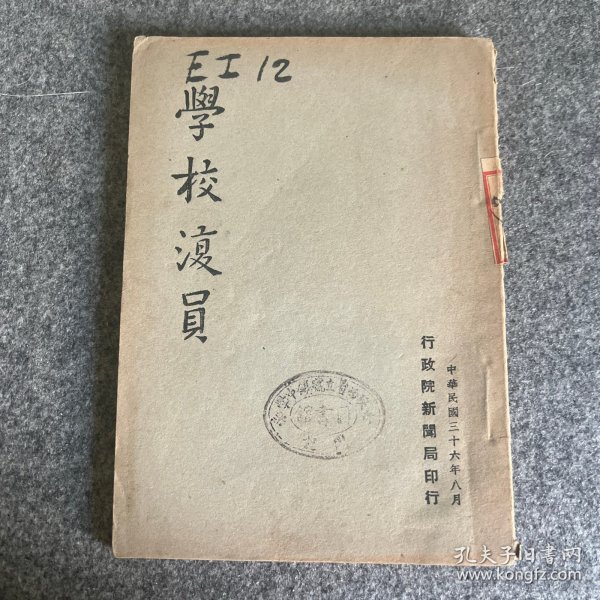 EI 12
學校復員
中華民國三十六年八月
行政院新聞局印行
孔夫子旧书网
www.kongfz.com